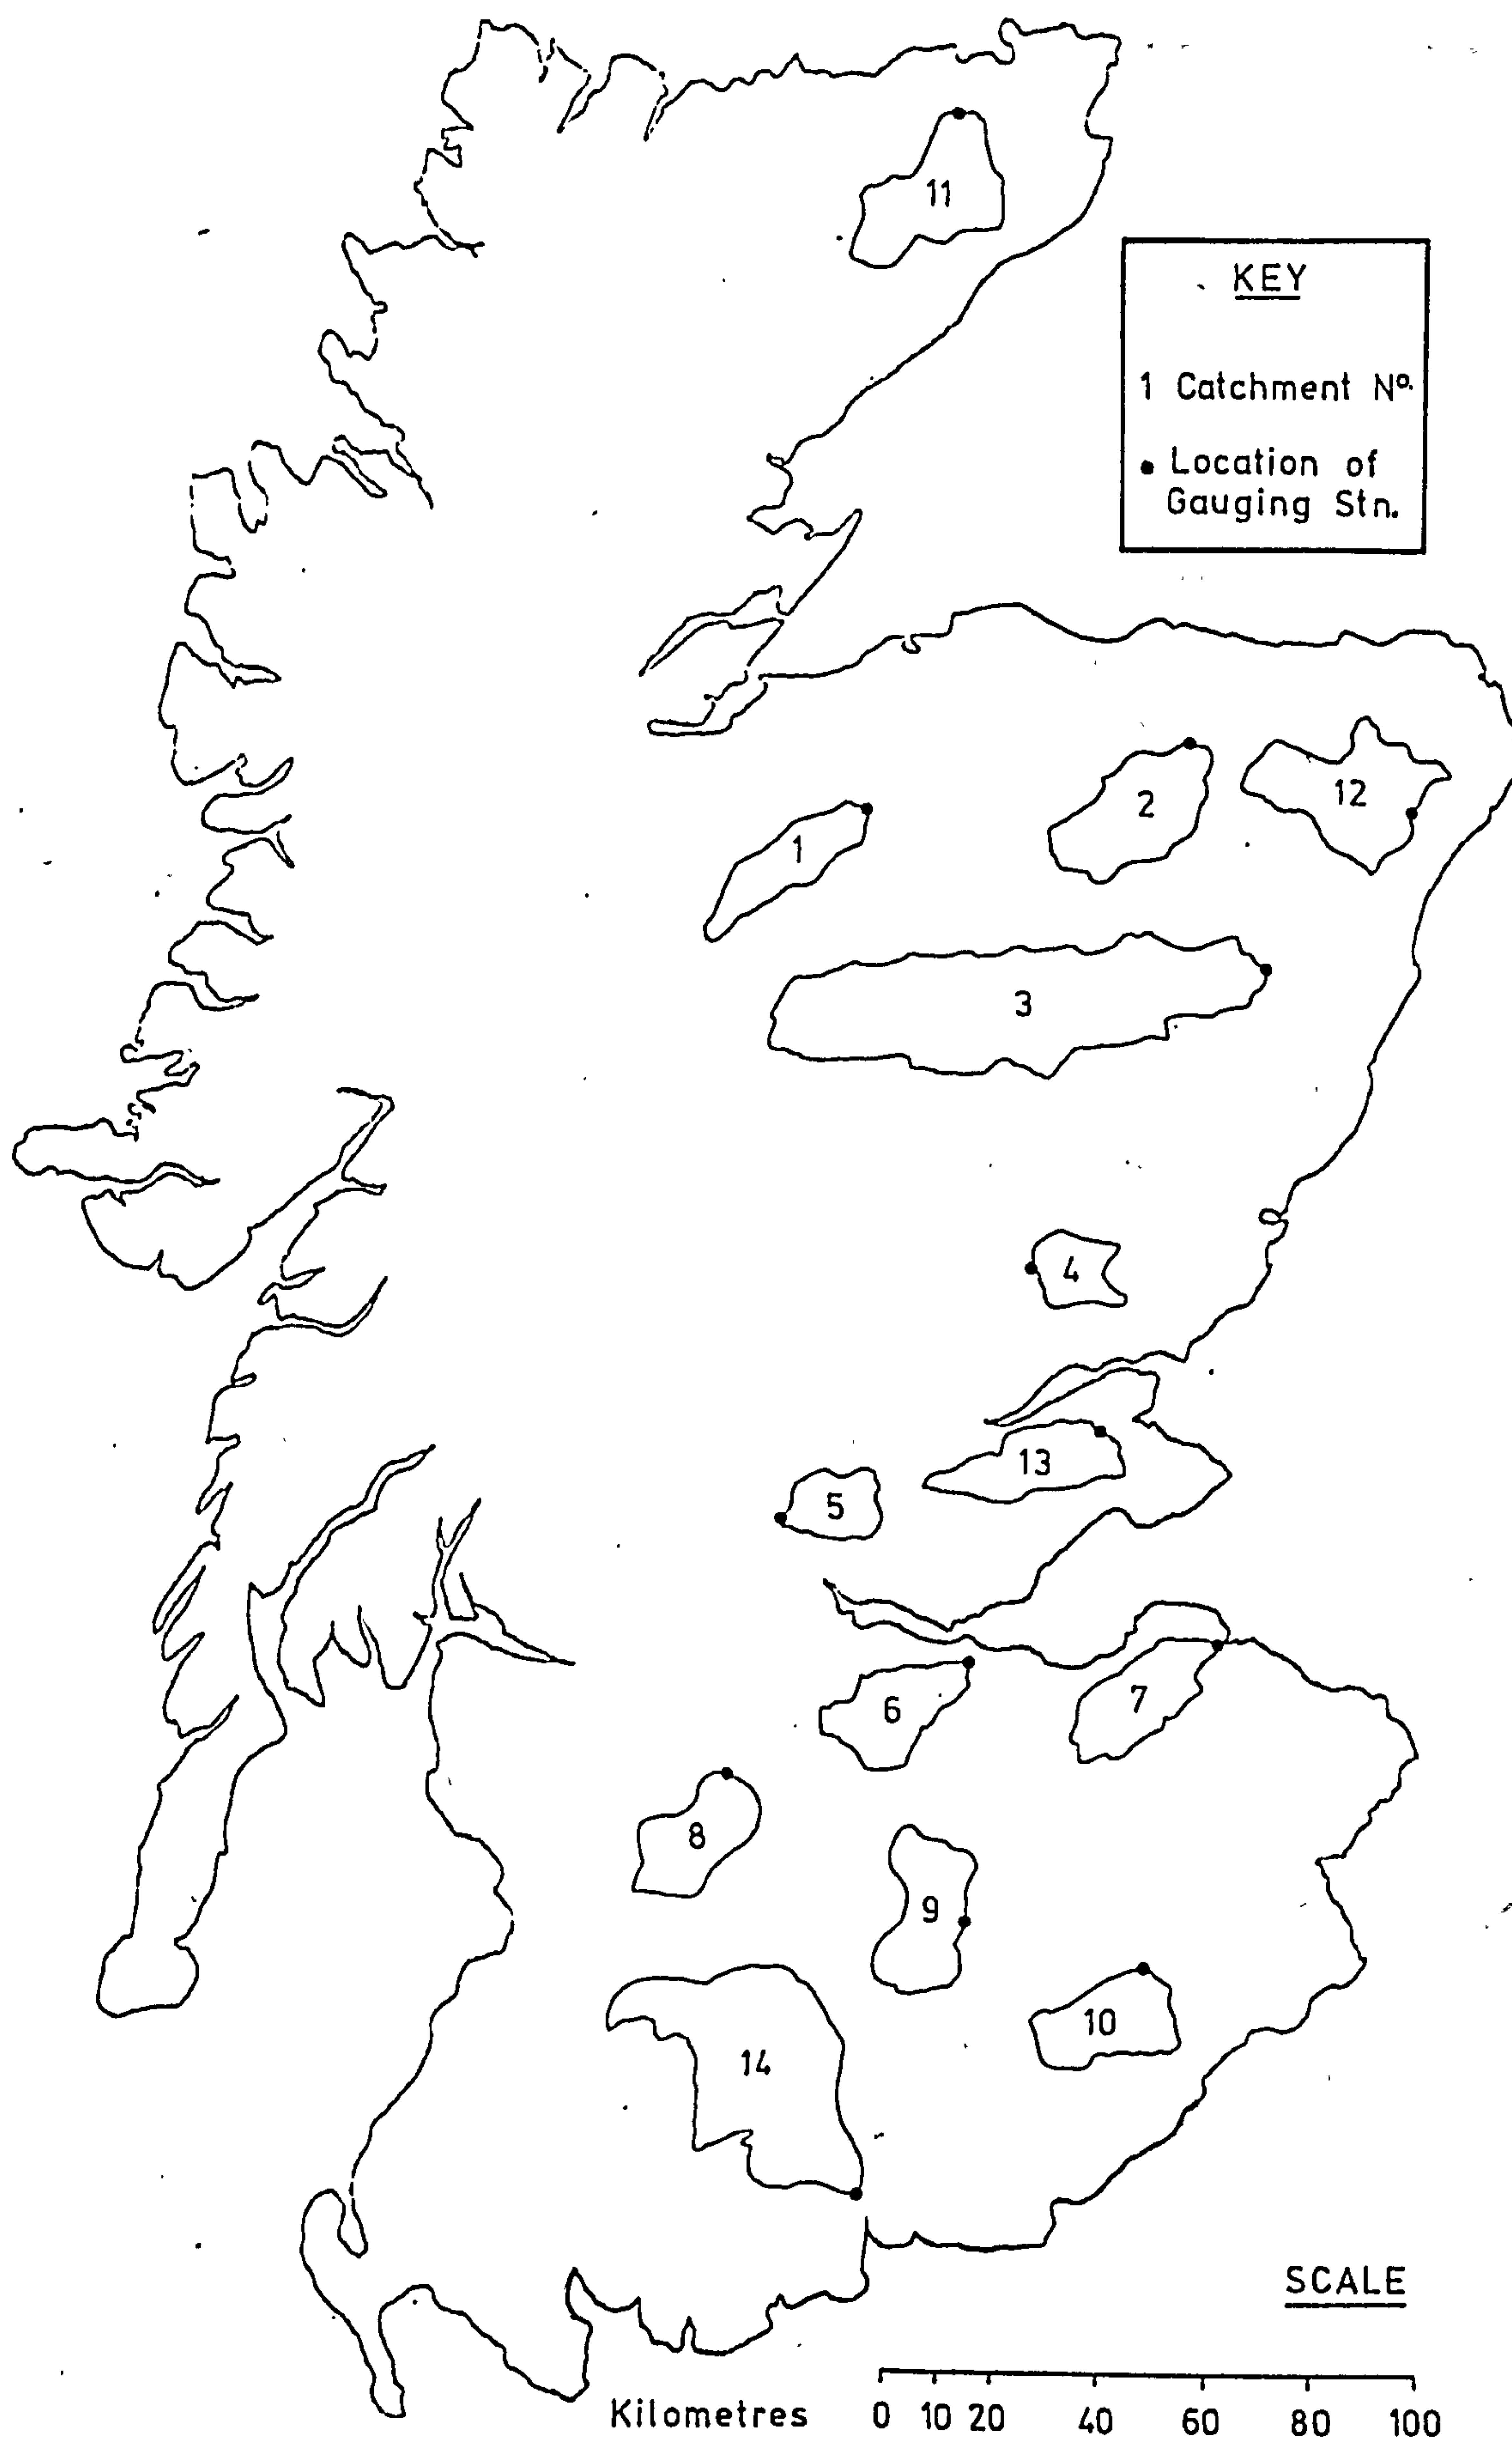 11
KEY
1 Catchment Nº.
• Location of
Gauging Stn.
2
12
1
3
4
13
5
6
7
8
9
10
14
SCALE
Kilometres 0 10 20 40 60 80 100